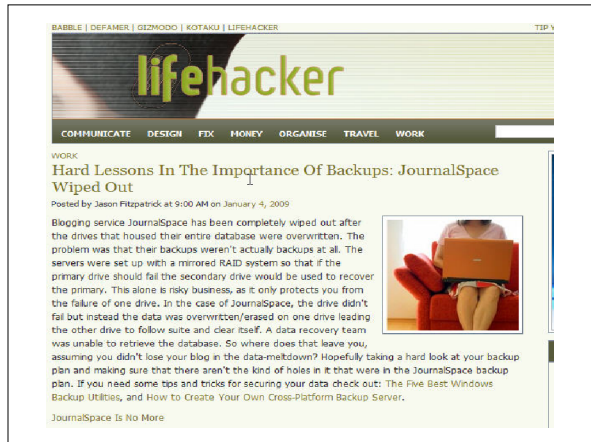 BABBLE | DEFAMER | GIZMODO | KOTAKU | LIFEHACKER
TIP Y
lifehacker
COMMUNICATE DESIGN FIX MONEY ORGANISE TRAVEL WORK
WORK
Hard Lessons In The Importance Of Backups: JournalSpace
Wiped Out
Posted by Jason Fitzpatrick at 9:00 AM on January 4, 2009
Blogging service JournalSpace has been completely wiped out after
the drives that housed their entire database were overwritten. The
problem was that their backups weren't actually backups at all. The
servers were set up with a mirrored RAID system so that if the
primary drive should fail the secondary drive would be used to recover
the primary. This alone is risky business, as it only protects you from
the failure of one drive. In the case of JournalSpace, the drive didn't
fail but instead the data was overwritten/erased on one drive leading
the other drive to follow suite and clear itself. A data recovery team
was unable to retrieve the database. So where does that leave you,
assuming you didn't lose your blog in the data-meltdown? Hopefully taking a hard look at your backup
plan and making sure that there aren't the kind of holes in it that were in the JournalSpace backup
plan. If you need some tips and tricks for securing your data check out: The Five Best Windows
Backup Utilities, and How to Create Your Own Cross-Platform Backup Server.
JournalSpace Is No More